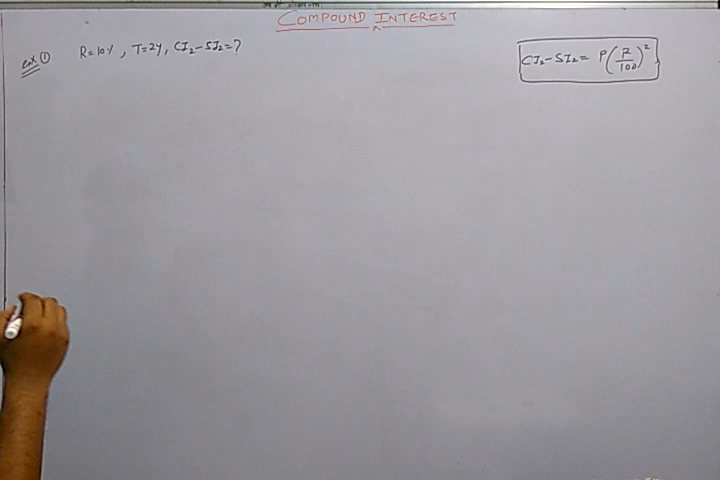 COMPOUND INTEREST
ex ① R=10%, T=2y, CI₂-SI₂=?
CI₂-SI₂= P(R/100)²